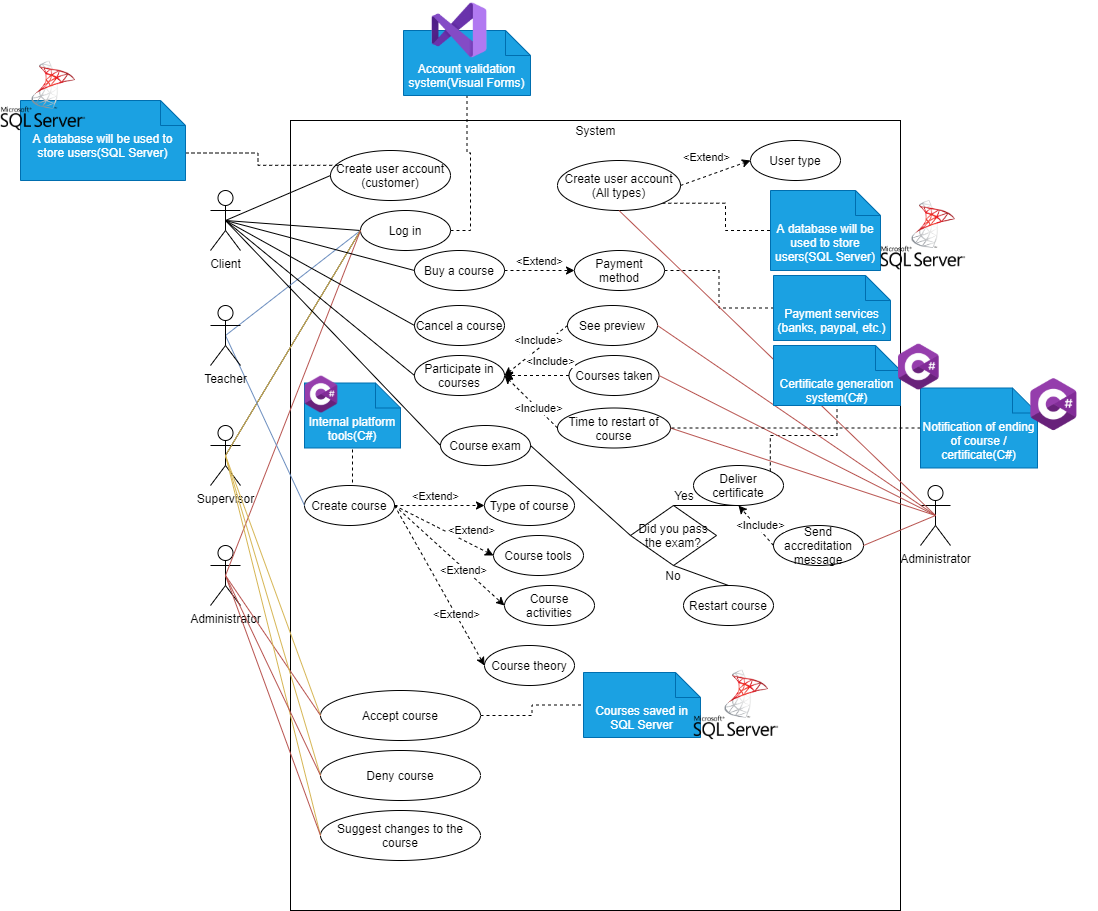 Account validation
system(Visual Forms)
Microsoft*
SQL Server
A database will be used to
store users(SQL Server)
System
Create user account
(customer)
Create user account
(All types)
<Extend>
User type
Client
Log in
A database will be
used to store
users(SQL Server)
Microsoft*
SQL Server
Buy a course
<Extend>
Payment
method
Payment services
(banks, paypal, etc.)
Teacher
Cancel a course
See preview
<Include>
Participate in
courses
<Include>
Courses taken
<Include>
Time to restart of
course
Certificate generation
system(C#)
C#
Notification of ending
of course /
certificate(C#)
C#
C#
Internal platform
tools(C#)
Course exam
Supervisor
Create course
<Extend>
Type of course
<Extend>
Course tools
<Extend>
Course
activities
<Extend>
Course theory
Deliver
certificate
Yes
Did you pass
the exam?
No
<Include>
Send
accreditation
message
Restart course
Administrator
Administrator
Accept course
Courses saved in
SQL Server
Microsoft*
SQL Server
Deny course
Suggest changes to the
course